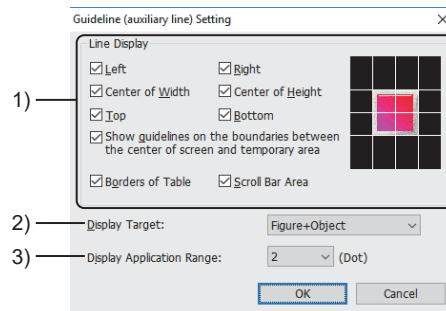 Guideline (auxiliary line) Setting
Line Display
1)
Left
Right
Center of Width
Center of Height
Top
Bottom
Show guidelines on the boundaries between
the center of screen and temporary area
Borders of Table
Scroll Bar Area
2)
Display Target:
Figure+Object
3)
Display Application Range:
2
(Dot)
OK
Cancel